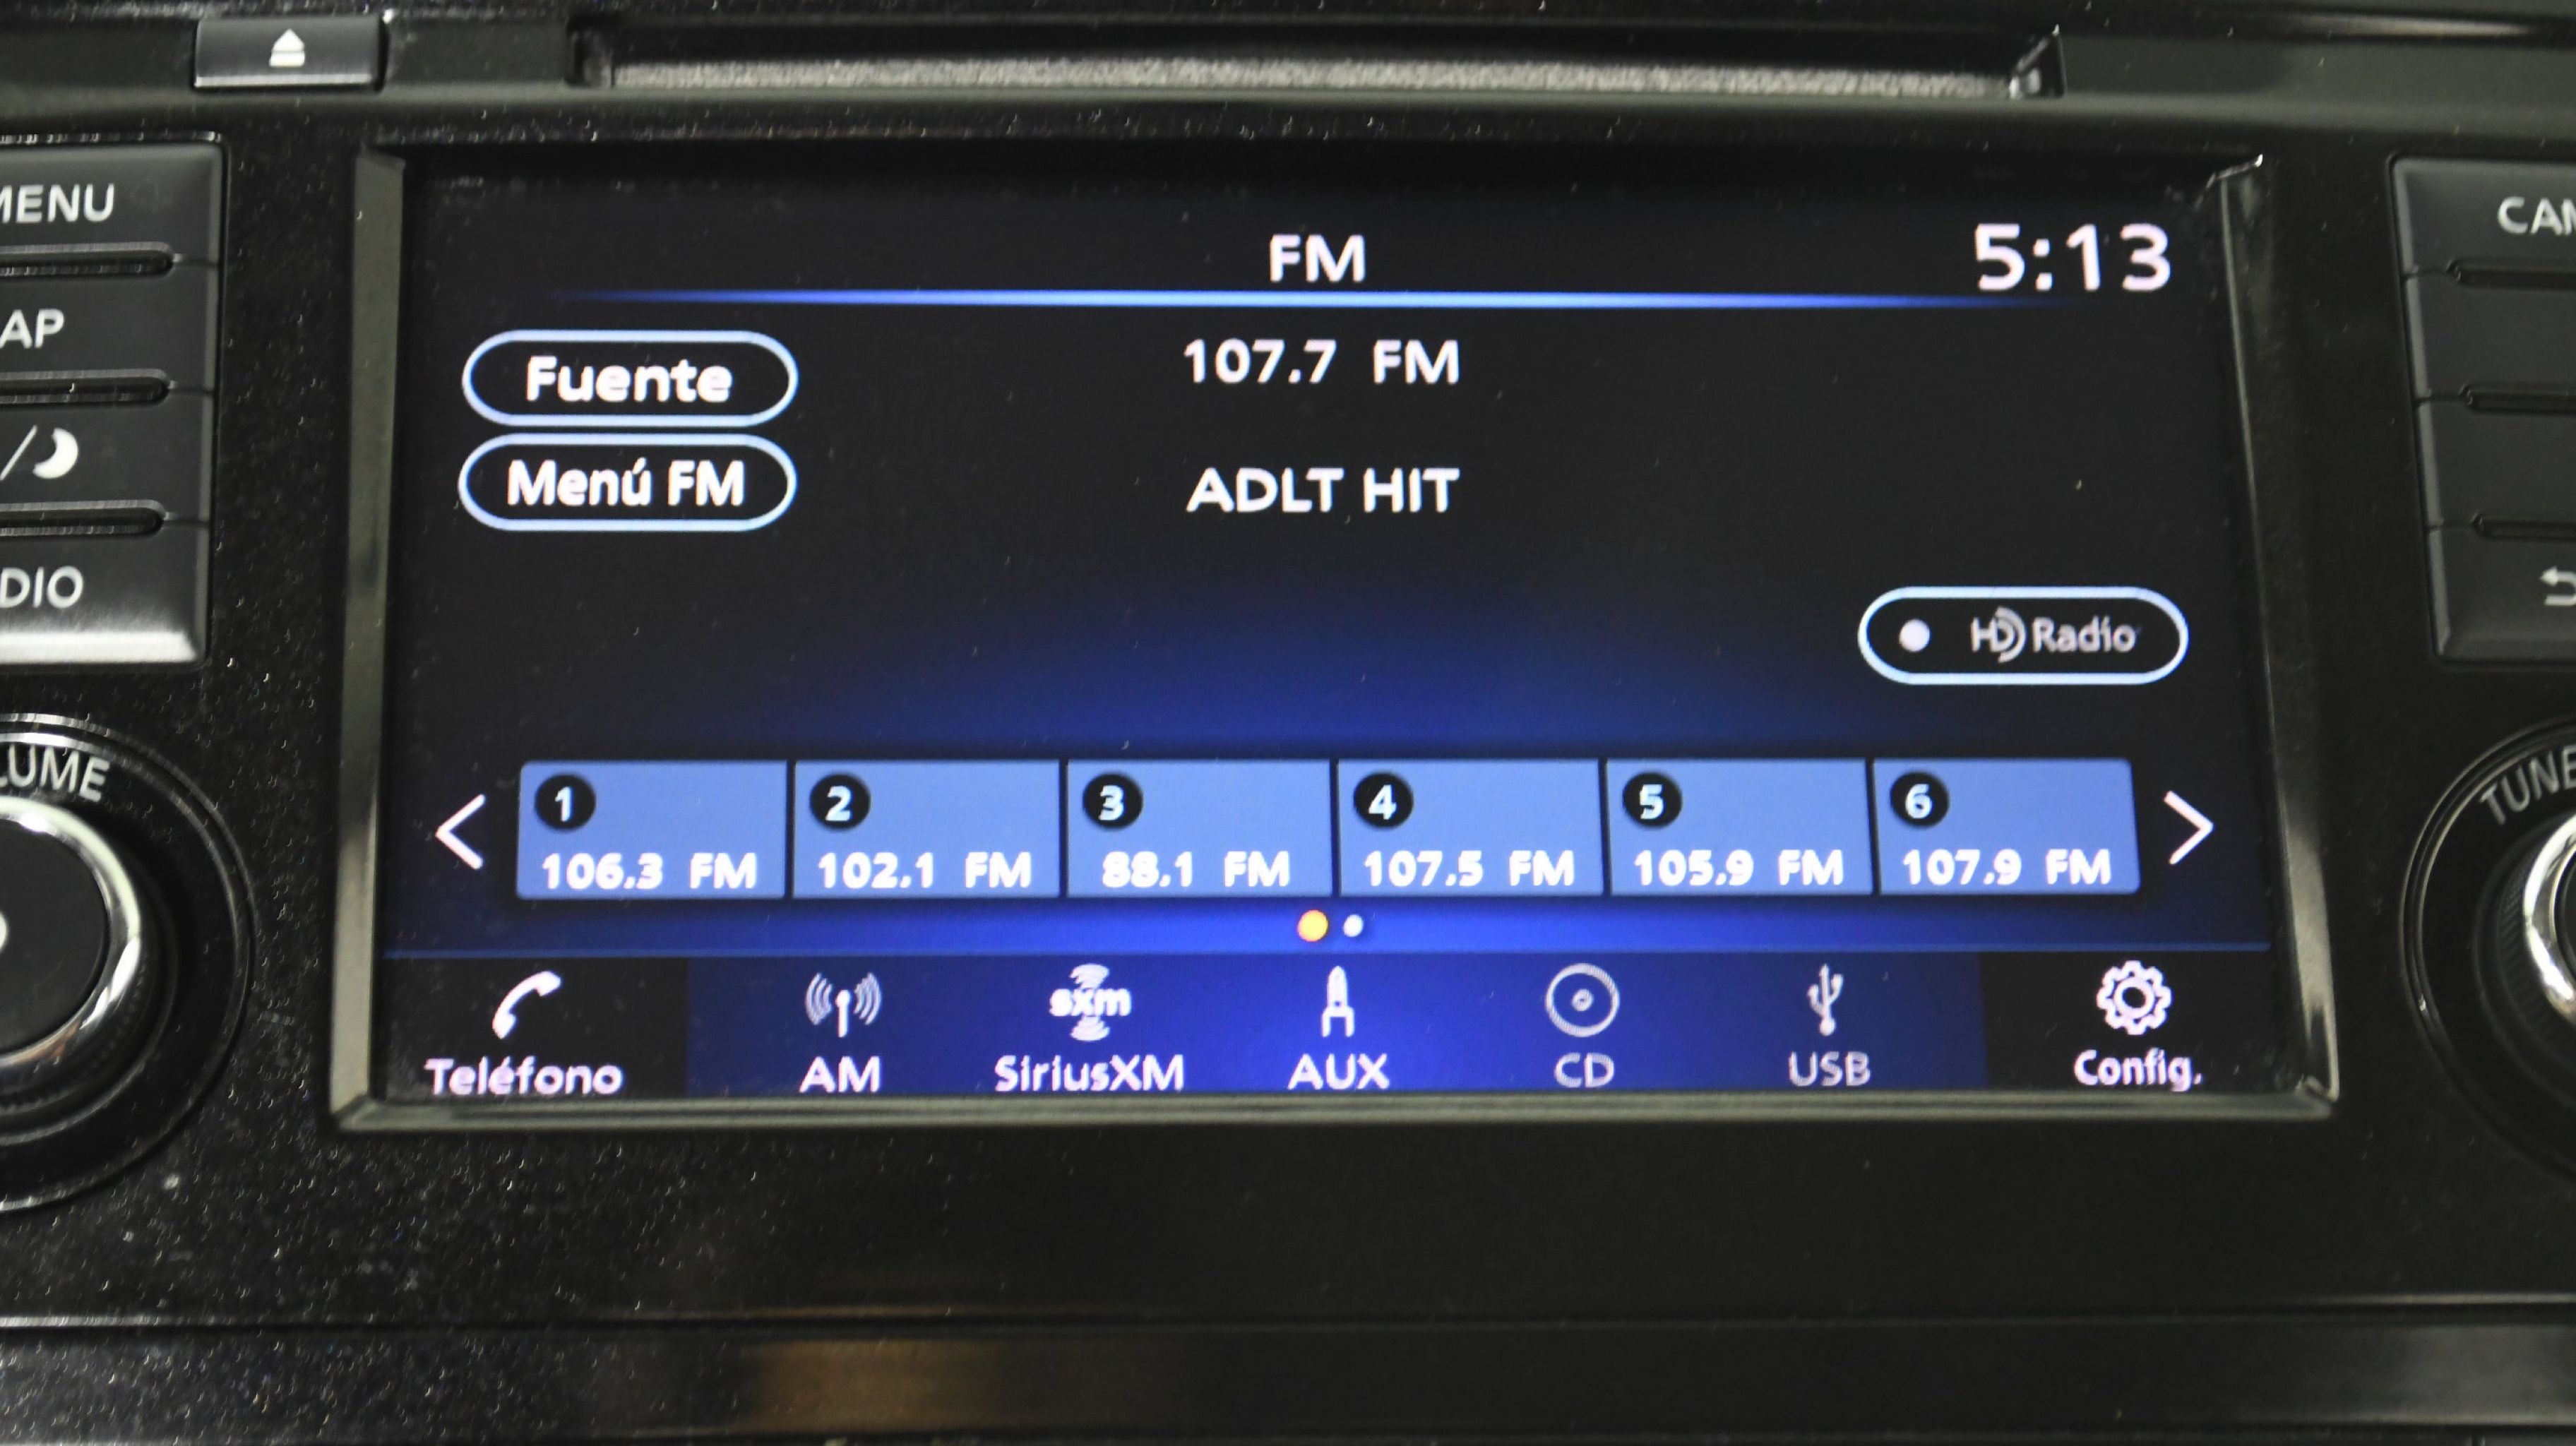 MENU
FM
5:13
AP
Fuente
107.7 FM
Menú FM
ADLT HIT
DIO
HD Radio
LUME
TUNE
1
2
3
4
5
6
106.3 FM
102.1 FM
88.1 FM
107.5 FM
105.9 FM
107.9 FM
sxm
Teléfono
AM
SiriusXM
AUX
CD
USB
Config.